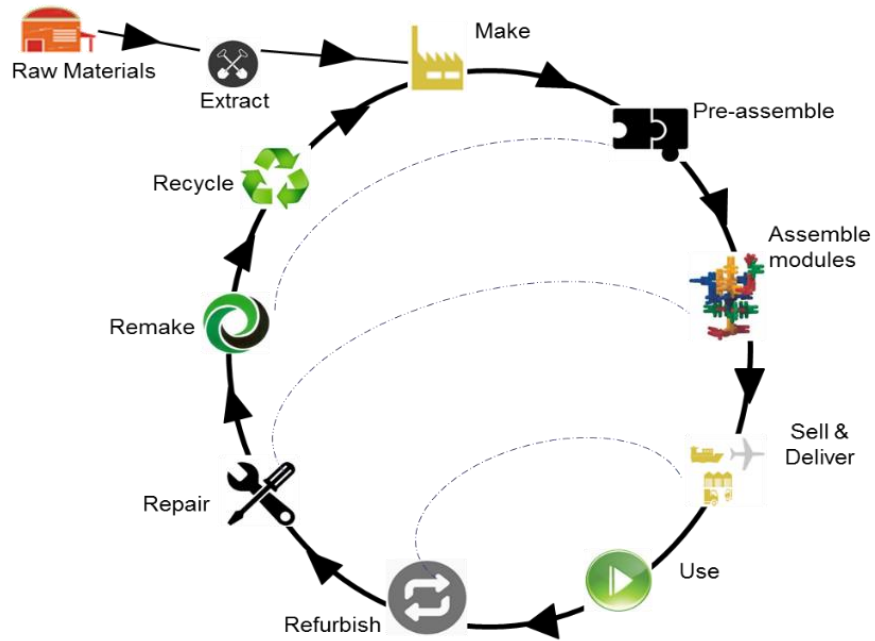 Raw Materials
Extract
Make
Pre-assemble
Assemble
modules
Sell &
Deliver
Use
Refurbish
Repair
Remake
Recycle